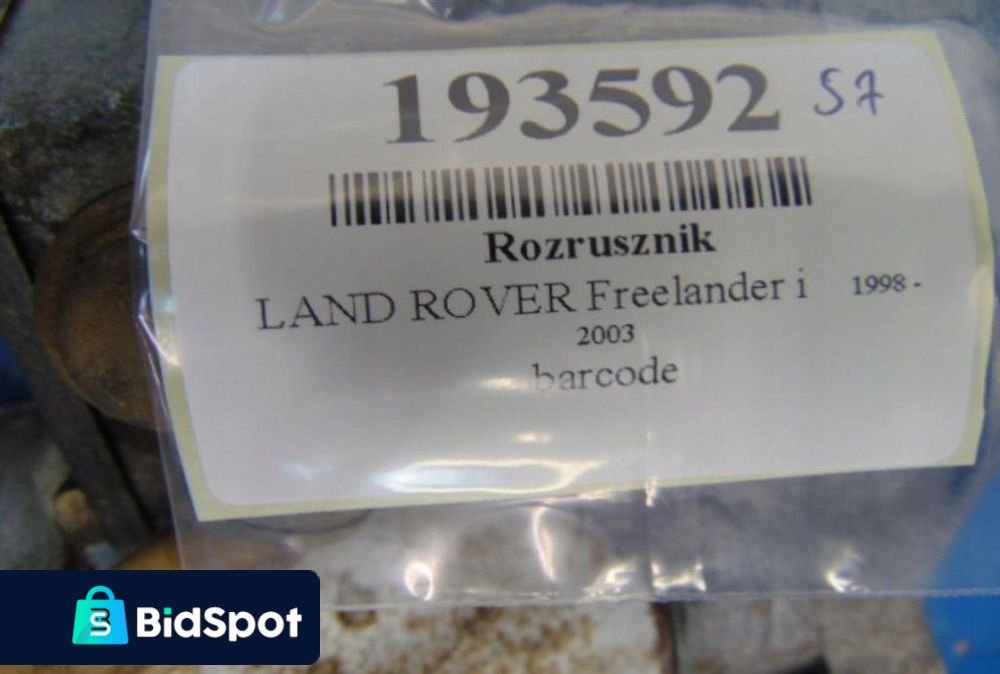 193592 S7
Rozrusznik
LAND ROVER Freelander i 1998 -
2003
barcode
BidSpot